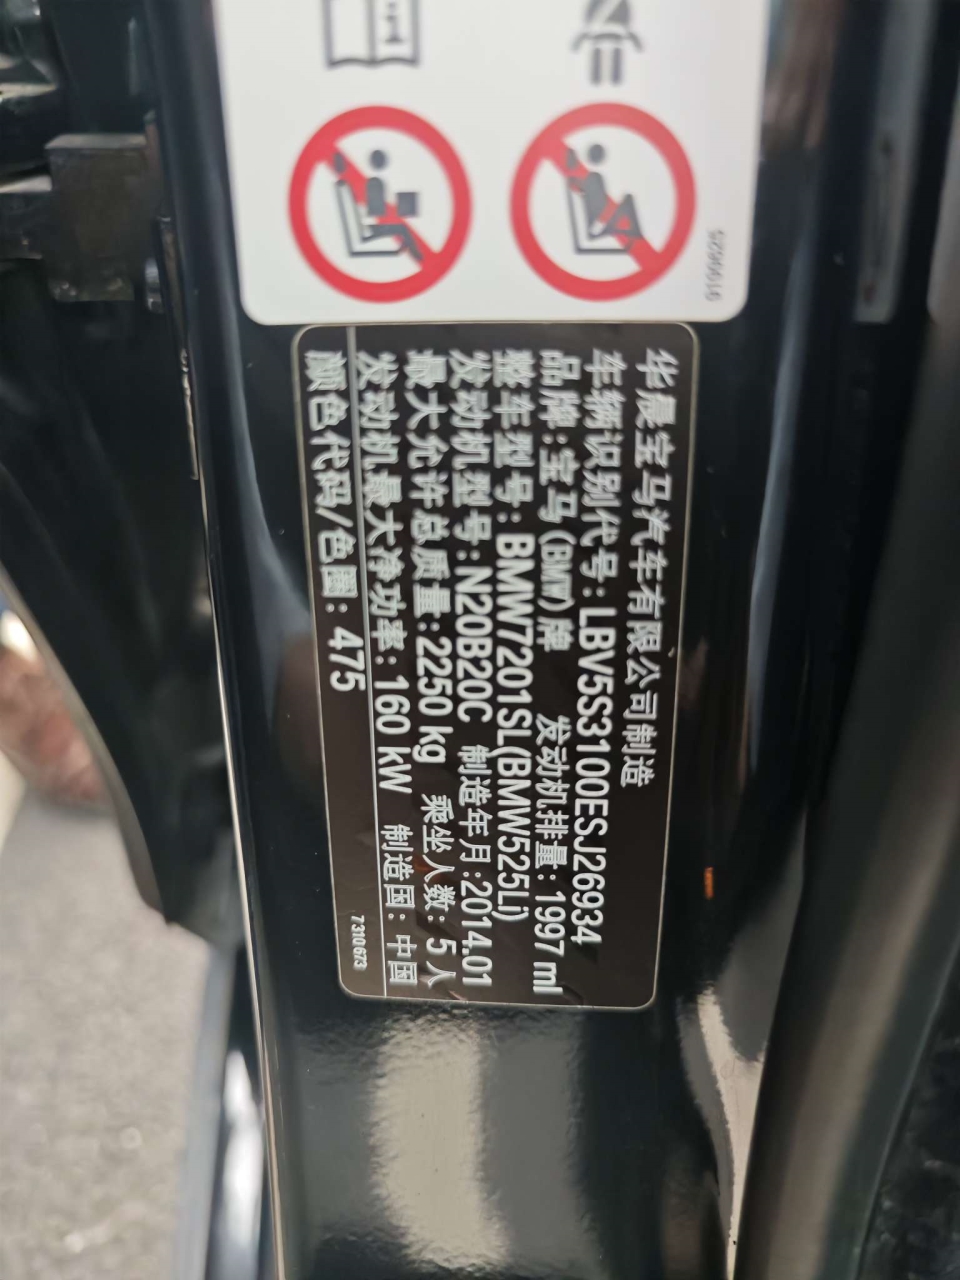 9199625
华晨宝马汽车有限公司制造
车辆识别代号: LBV5S3100ESJ26934
品牌: 宝马(BMW)牌 发动机排量: 1997 ml
整车型号: BMW7201SL(BMW525Li)
发动机型号: N20B20C 制造年月: 2014.01
最大允许总质量: 2250 kg 乘坐人数: 5 人
发动机最大净功率: 160 kW 制造国: 中国
颜色代码/色圈: 475
7310673